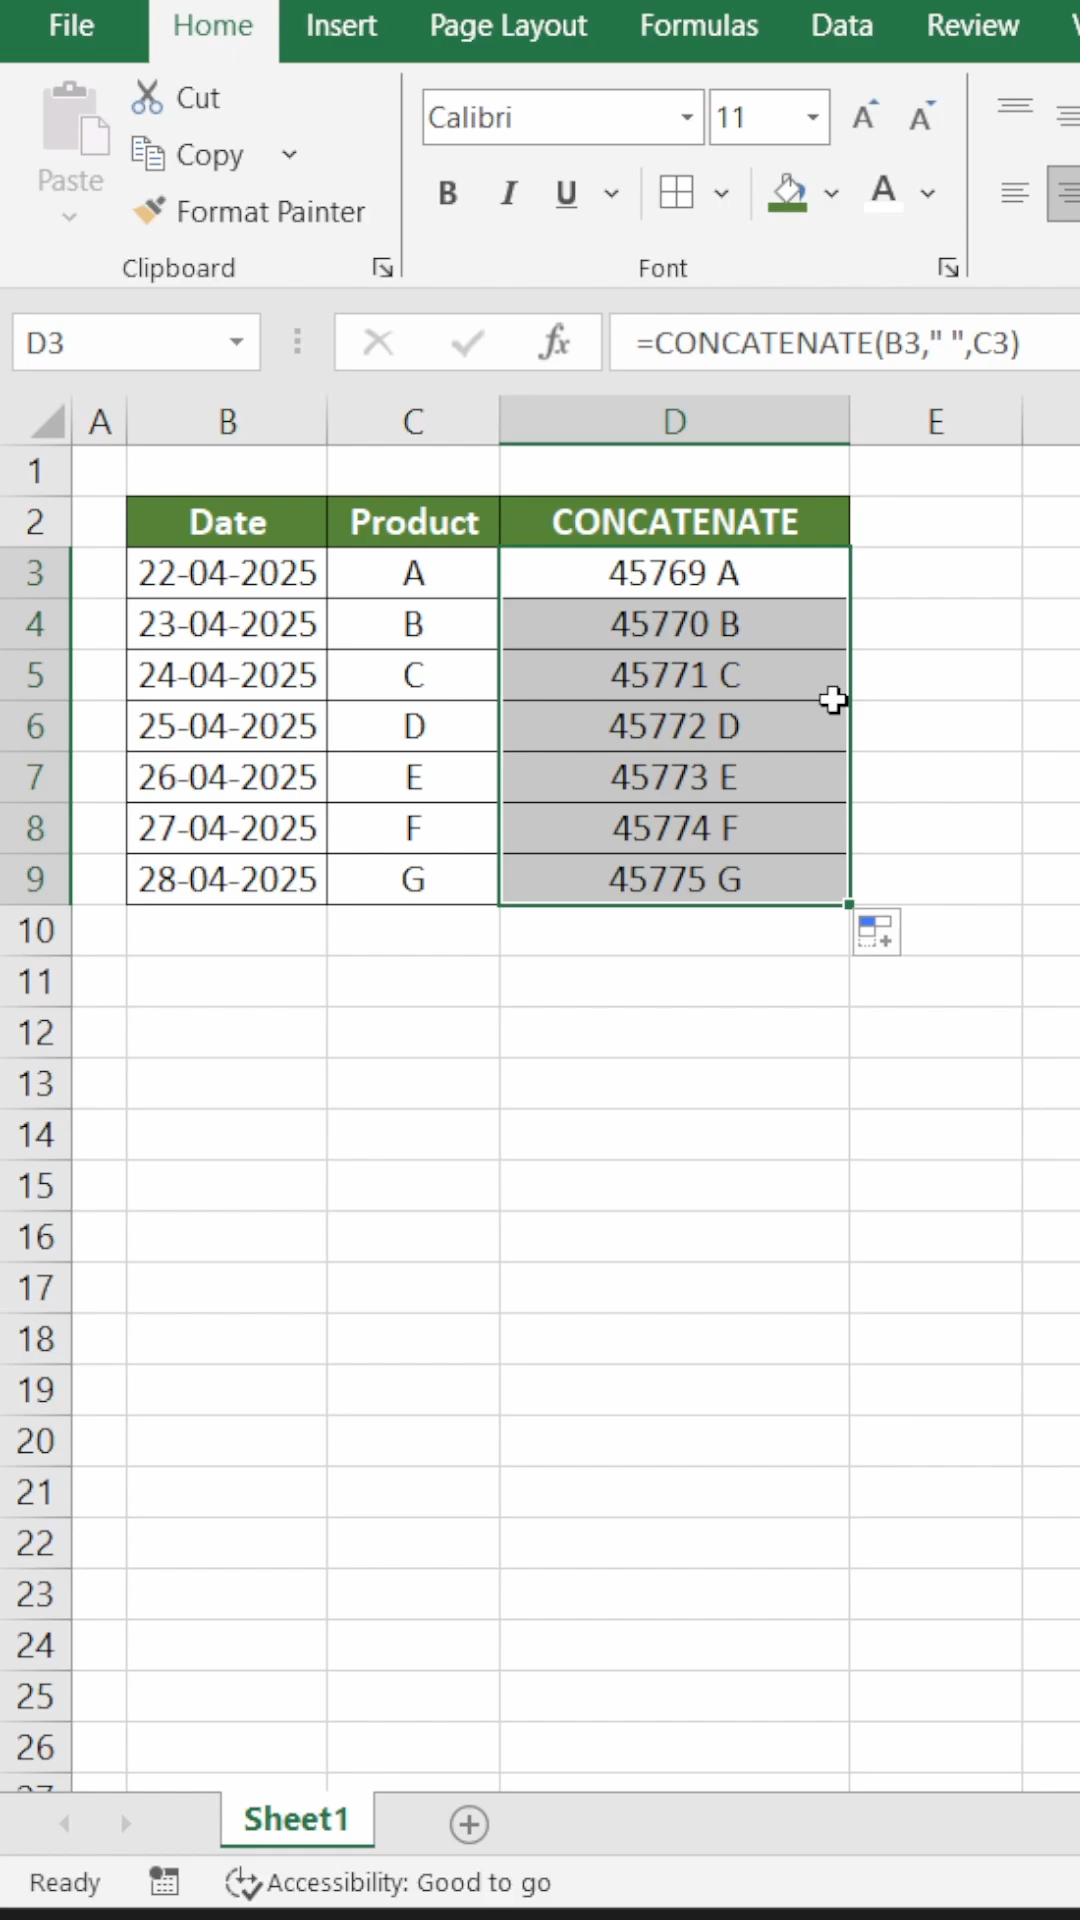 File Home Insert Page Layout Formulas Data Review
Cut
Copy
Paste
Format Painter
Clipboard
Calibri 11 A A
B I U A
Font
D3 fx =CONCATENATE(B3," ",C3)
A B C D E
1
2 Date Product CONCATENATE
3 22-04-2025 A 45769 A
4 23-04-2025 B 45770 B
5 24-04-2025 C 45771 C
6 25-04-2025 D 45772 D
7 26-04-2025 E 45773 E
8 27-04-2025 F 45774 F
9 28-04-2025 G 45775 G
10
11
12
13
14
15
16
17
18
19
20
21
22
23
24
25
26
Sheet1
Ready Accessibility: Good to go